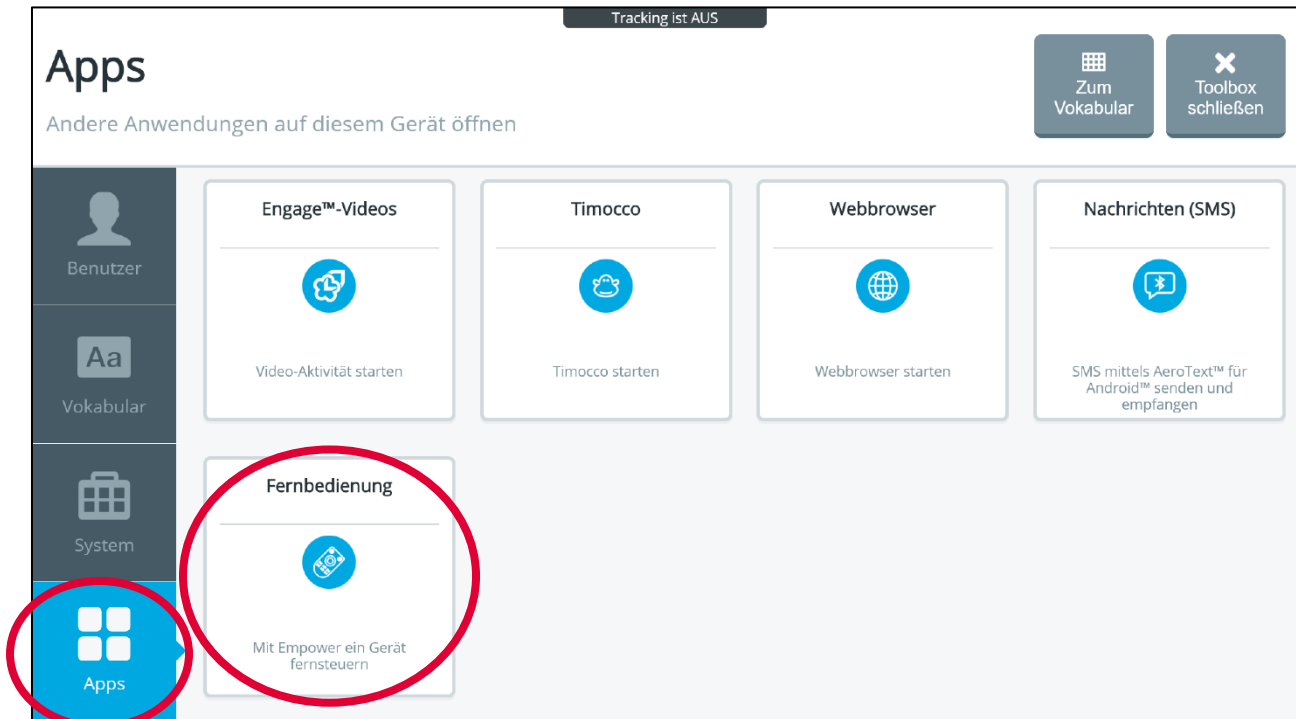 Tracking ist AUS
Apps
Andere Anwendungen auf diesem Gerät öffnen
Zum
Vokabular
Toolbox
schließen
Benutzer
Aa
Vokabular
System
Apps
Engage™-Videos
Video-Aktivität starten
Timocco
Timocco starten
Webbrowser
Webbrowser starten
Nachrichten (SMS)
SMS mittels AeroText™ für
Android™ senden und
empfangen
Fernbedienung
Mit Empower ein Gerät
fernsteuern